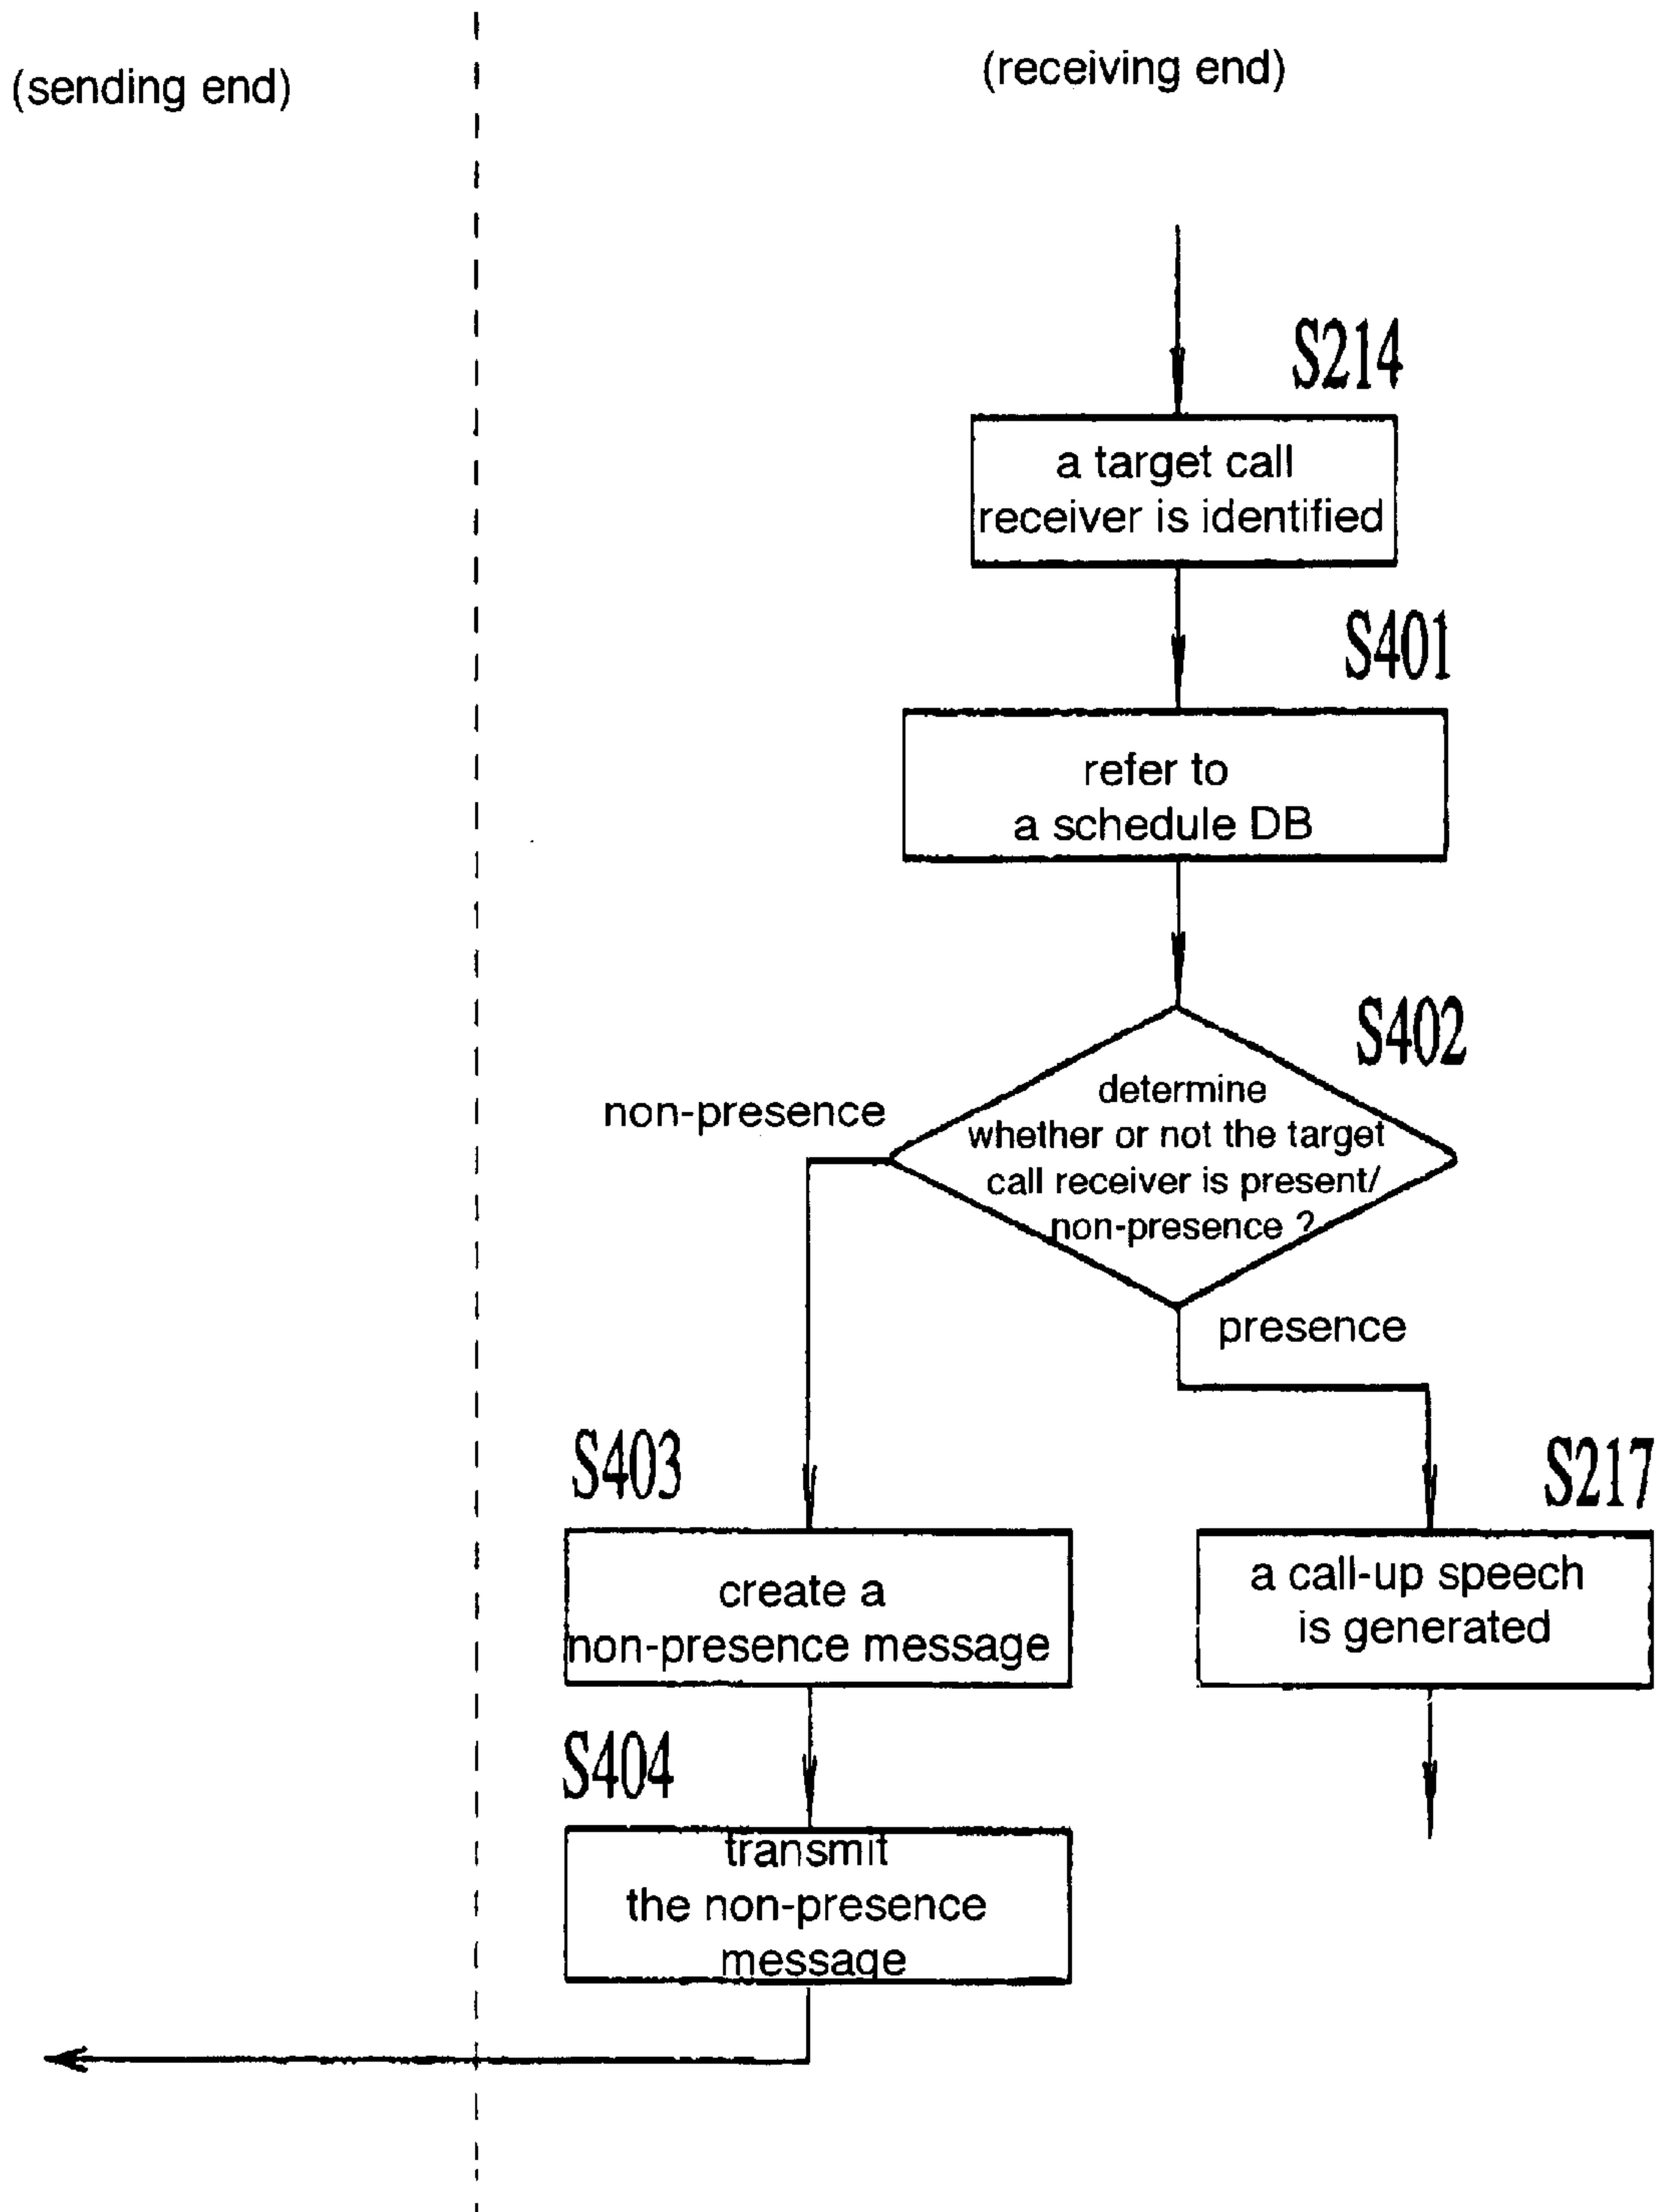 (sending end)
(receiving end)
S214
a target call
receiver is identified
S401
refer to
a schedule DB
S402
determine
whether or not the target
call receiver is present/
non-presence ?
non-presence
presence
S403
create a
non-presence message
S217
a call-up speech
is generated
S404
transmit
the non-presence
message